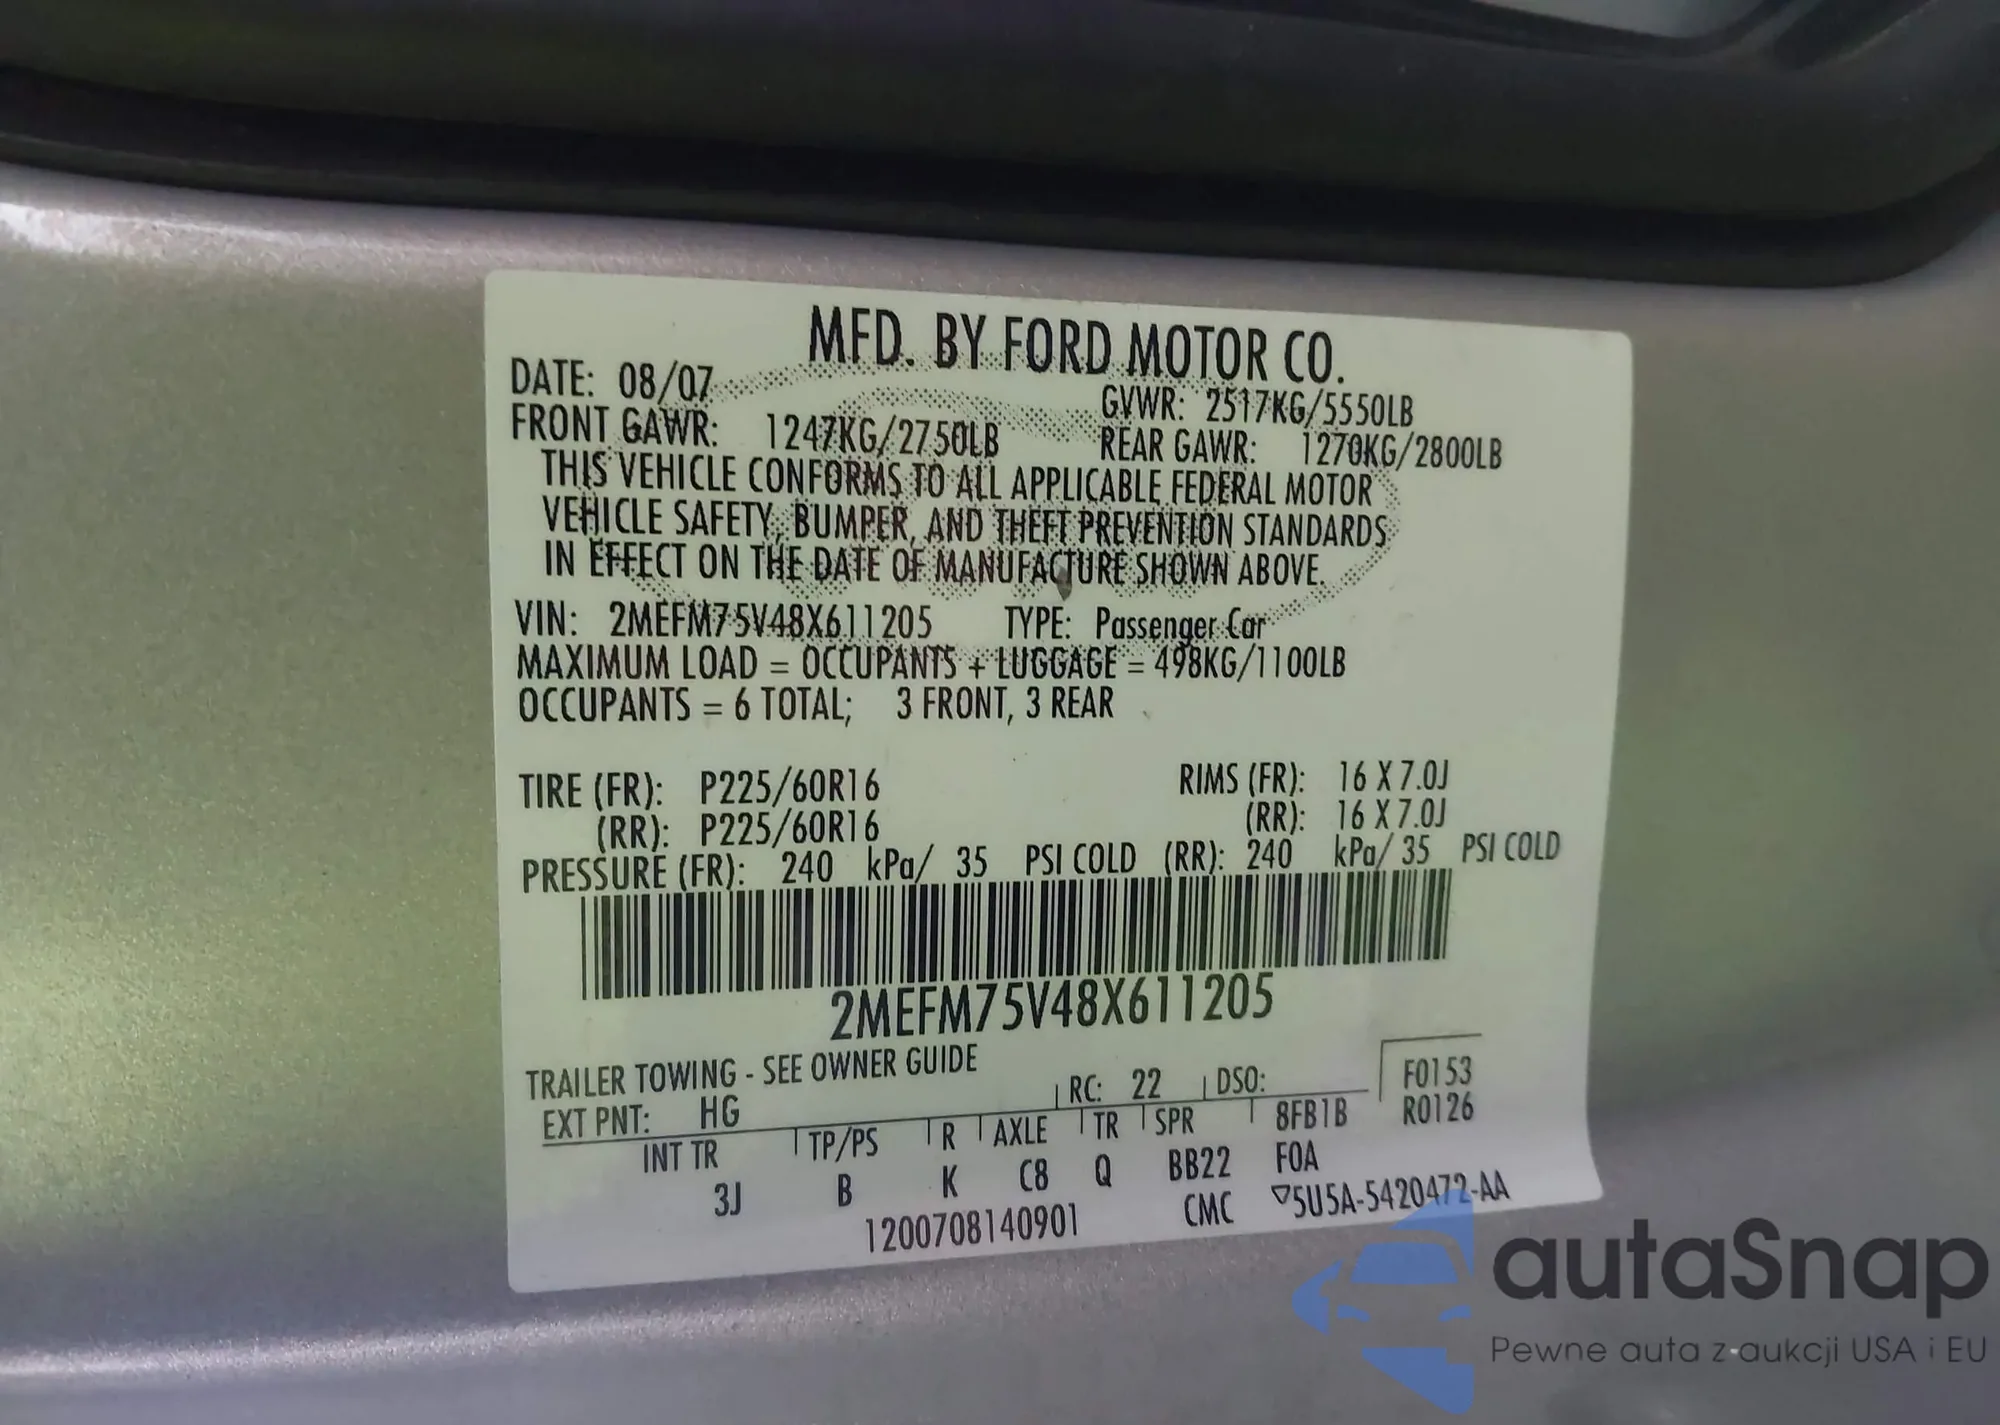 MFD. BY FORD MOTOR CO.
DATE: 08/07 GVWR: 2517KG/5550LB
FRONT GAWR: 1247KG/2750LB REAR GAWR: 1270KG/2800LB
THIS VEHICLE CONFORMS TO ALL APPLICABLE FEDERAL MOTOR
VEHICLE SAFETY, BUMPER, AND THEFT PREVENTION STANDARDS
IN EFFECT ON THE DATE OF MANUFACTURE SHOWN ABOVE.
VIN: 2MEFM75V48X611205 TYPE: Passenger Car
MAXIMUM LOAD = OCCUPANTS + LUGGAGE = 498KG/1100LB
OCCUPANTS = 6 TOTAL; 3 FRONT, 3 REAR
TIRE (FR): P225/60R16 RIMS (FR): 16 X 7.0J
(RR): P225/60R16 (RR): 16 X 7.0J
PRESSURE (FR): 240 kPa/ 35 PSI COLD (RR): 240 kPa/ 35 PSI COLD
2MEFM75V48X611205
TRAILER TOWING - SEE OWNER GUIDE
EXT PNT: HG RC: 22 DSO: F0153
INT TR TP/PS R AXLE TR SPR 8FB1B R0126
3J B K C8 Q BB22 FOA
1200708140901 CMC ▽5U5A-5420472-AA
autaSnap
Pewne auta z aukcji USA i EU